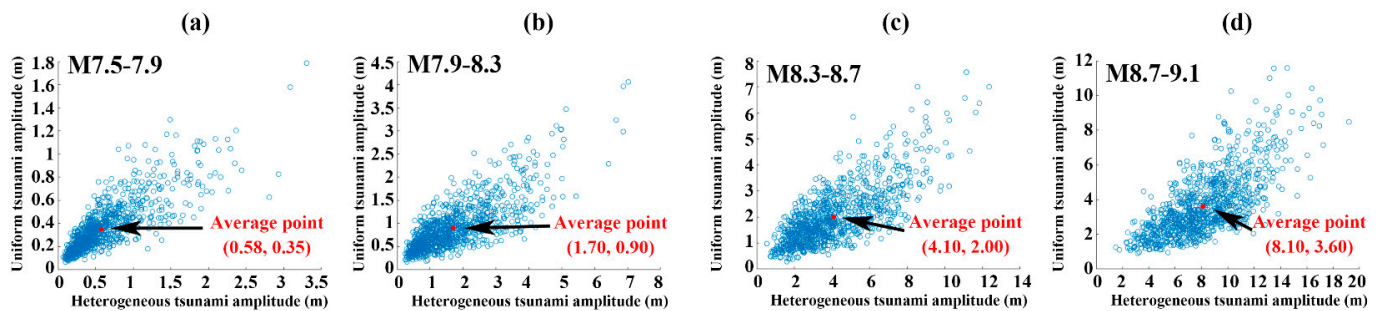 (a)
M7.5-7.9
Uniform tsunami amplitude (m)
1.8
1.6
1.4
1.2
1
0.8
0.6
0.4
0.2
0
0 0.5 1 1.5 2 2.5 3 3.5
Heterogeneous tsunami amplitude (m)
Average point
(0.58, 0.35)
(b)
M7.9-8.3
Uniform tsunami amplitude (m)
4.5
4
3.5
3
2.5
2
1.5
1
0.5
0
0 1 2 3 4 5 6 7 8
Heterogeneous tsunami amplitude (m)
Average point
(1.70, 0.90)
(c)
M8.3-8.7
Uniform tsunami amplitude (m)
8
7
6
5
4
3
2
1
0
0 2 4 6 8 10 12 14
Heterogeneous tsunami amplitude (m)
Average point
(4.10, 2.00)
(d)
M8.7-9.1
Uniform tsunami amplitude (m)
12
10
8
6
4
2
0
0 2 4 6 8 10 12 14 16 18 20
Heterogeneous tsunami amplitude (m)
Average point
(8.10, 3.60)